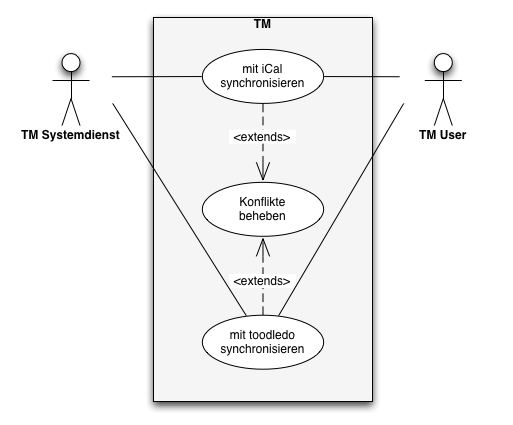 TM
mit iCal
synchronisieren
TM Systemdienst
TM User
<extends>
Konflikte
beheben
<extends>
mit toodledo
synchronisieren